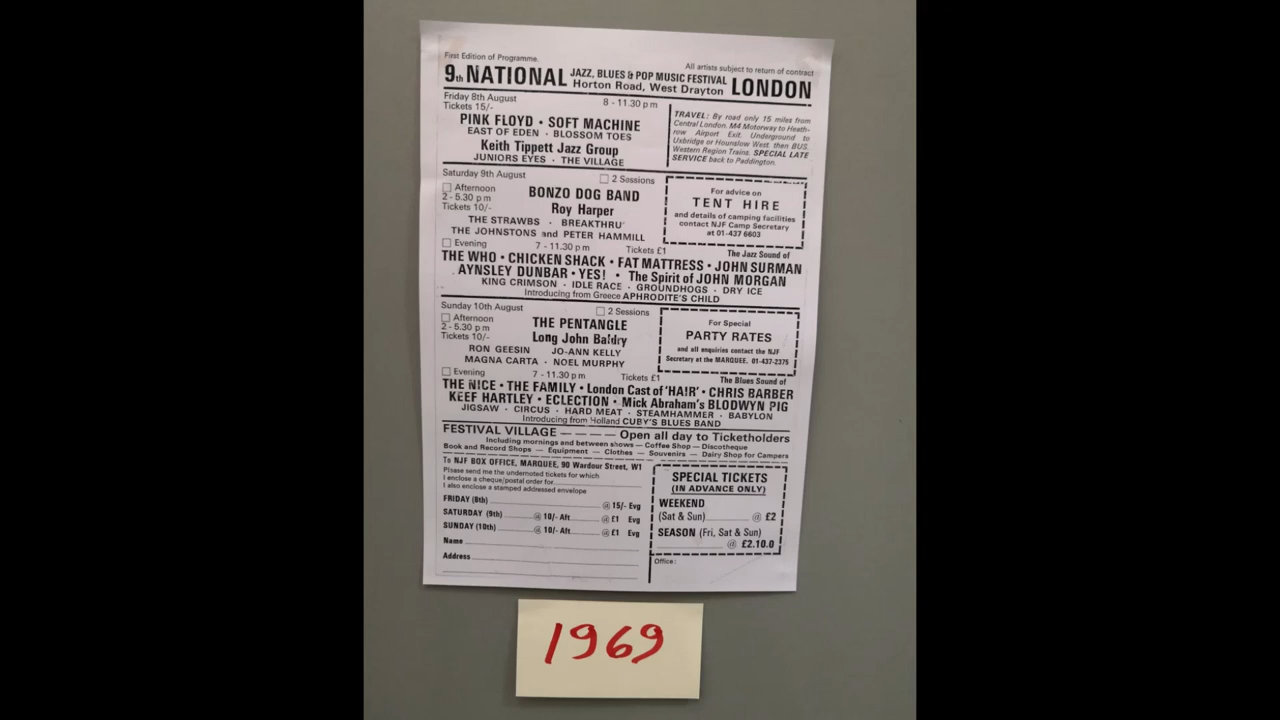 First Edition of Programme.
All artists subject to return of contract
9th NATIONAL JAZZ, BLUES & POP MUSIC FESTIVAL
Horton Road, West Drayton LONDON
Friday 8th August
8 - 11.30 p m
Tickets 15/-
PINK FLOYD · SOFT MACHINE
EAST OF EDEN · BLOSSOM TOES
Keith Tippett Jazz Group
JUNIORS EYES · THE VILLAGE
TRAVEL: By road only 15 miles from
Central London. M4 Motorway to Heath-
row Airport Exit. Underground to
Uxbridge or Hounslow West. then BUS.
Western Region Trains. SPECIAL LATE
SERVICE back to Paddington.
Saturday 9th August
2 Sessions
Afternoon
2 - 5.30 p m
Tickets 10/-
BONZO DOG BAND
Roy Harper
THE STRAWBS · BREAKTHRU'
THE JOHNSTONS and PETER HAMMILL
For advice on
TENT HIRE
and details of camping facilities
contact NJF Camp Secretary
at 01-437 6603
Evening
7 - 11.30 p m
Tickets £1
The Jazz Sound of
THE WHO · CHICKEN SHACK · FAT MATTRESS · JOHN SURMAN
AYNSLEY DUNBAR · YES! · The Spirit of JOHN MORGAN
KING CRIMSON · IDLE RACE · GROUNDHOGS · DRY ICE
Introducing from Greece APHRODITE'S CHILD
Sunday 10th August
2 Sessions
Afternoon
2 - 5.30 p m
Tickets 10/-
THE PENTANGLE
Long John Baldry
RON GEESIN JO-ANN KELLY
MAGNA CARTA · NOEL MURPHY
For Special
PARTY RATES
and all enquiries contact the NJF
Secretary at the MARQUEE. 01-437-2375
Evening
7 - 11.30 p m
Tickets £1
The Blues Sound of
THE NICE · THE FAMILY · London Cast of 'HAIR' · CHRIS BARBER
KEEF HARTLEY · ECLECTION · Mick Abraham's BLODWYN PIG
JIGSAW · CIRCUS · HARD MEAT · STEAMHAMMER · BABYLON
Introducing from Holland CUBY'S BLUES BAND
FESTIVAL VILLAGE — — — — Open all day to Ticketholders
Including mornings and between shows — Coffee Shop — Discotheque
Book and Record Shops — Equipment — Clothes — Souvenirs — Dairy Shop for Campers
To NJF BOX OFFICE, MARQUEE, 90 Wardour Street, W1
Please send me the undernoted tickets for which
I enclose a cheque/postal order for
I also enclose a stamped addressed envelope
FRIDAY (8th) @ 15/- Evg
SATURDAY (9th) @ 10/- Aft @ £1 Evg
SUNDAY (10th) @ 10/- Aft @ £1 Evg
Name
Address
SPECIAL TICKETS
(IN ADVANCE ONLY)
WEEKEND
(Sat & Sun) @ £2
SEASON (Fri, Sat & Sun)
@ £2.10.0
Office:
1969